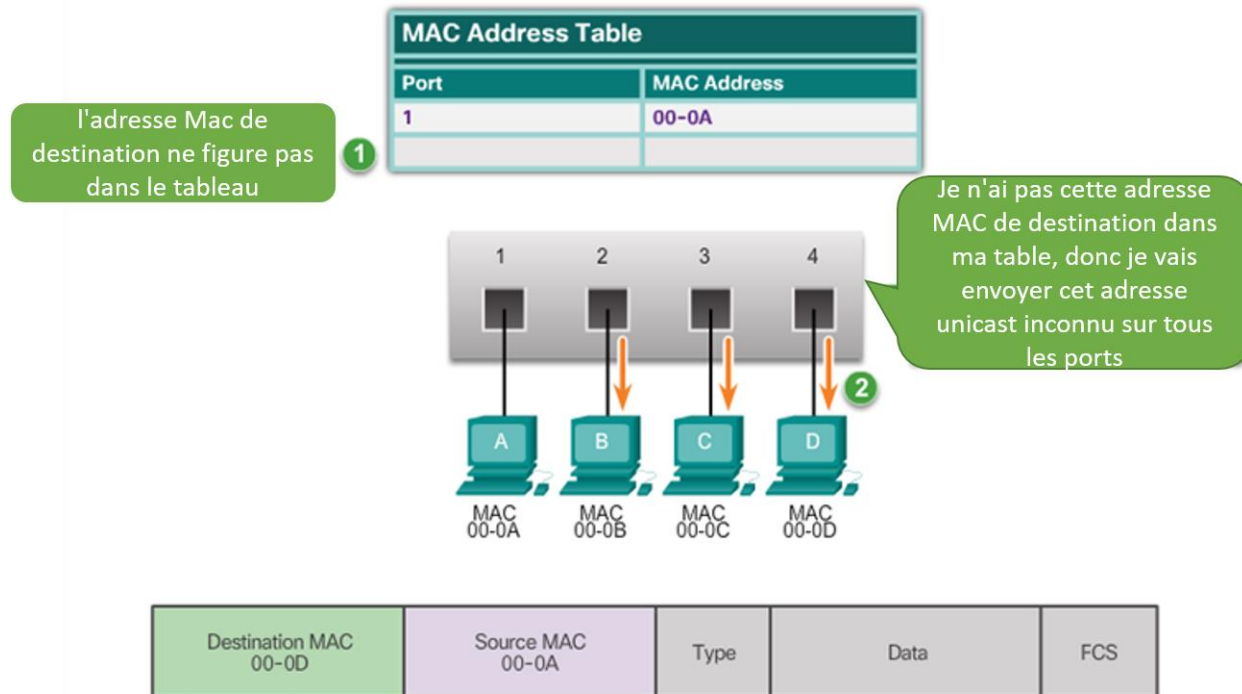 MAC Address Table
Port MAC Address
1 00-0A
l'adresse Mac de
destination ne figure pas
dans le tableau
1
Je n'ai pas cette adresse
MAC de destination dans
ma table, donc je vais
envoyer cet adresse
unicast inconnu sur tous
les ports
1 2 3 4
2
A B C D
MAC MAC MAC MAC
00-0A 00-0B 00-0C 00-0D
Destination MAC Source MAC Type Data FCS
00-0D 00-0A